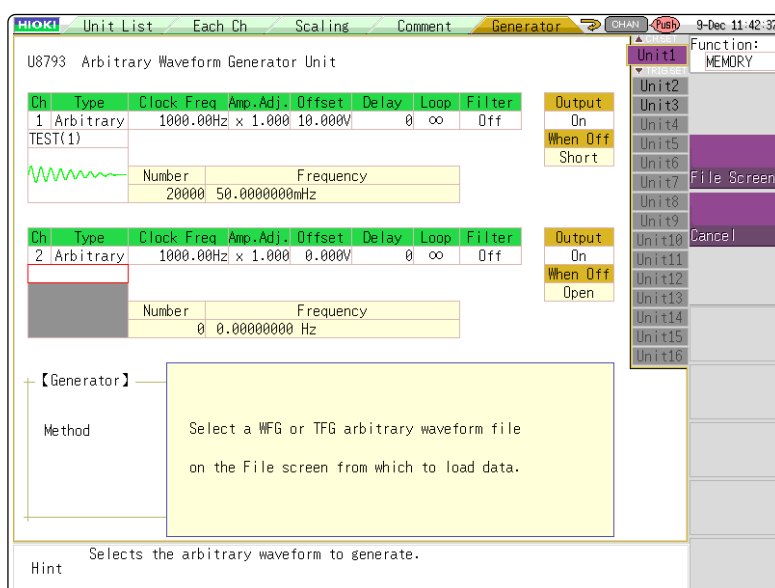 HIOKI Unit List Each Ch Scaling Comment Generator CHAN Push 9-Dec 11:42:37
U8793 Arbitrary Waveform Generator Unit
Ch Type Clock Freq Amp.Adj. Offset Delay Loop Filter Output
1 Arbitrary 1000.00Hz x 1.000 10.000V 0 ∞ Off On
TEST(1) When Off
Short
Number Frequency
20000 50.0000000mHz
Ch Type Clock Freq Amp.Adj. Offset Delay Loop Filter Output
2 Arbitrary 1000.00Hz x 1.000 0.000V 0 ∞ Off On
When Off
Open
Number Frequency
0 0.00000000 Hz
【Generator】
Method
Select a WFG or TFG arbitrary waveform file
on the File screen from which to load data.
Hint Selects the arbitrary waveform to generate.
▲ CH.SET
Unit1
▼ TRIG.SET
Unit2
Unit3
Unit4
Unit5
Unit6
Unit7
Unit8
Unit9
Unit10
Unit11
Unit12
Unit13
Unit14
Unit15
Unit16
Function:
MEMORY
File Screen
Cancel